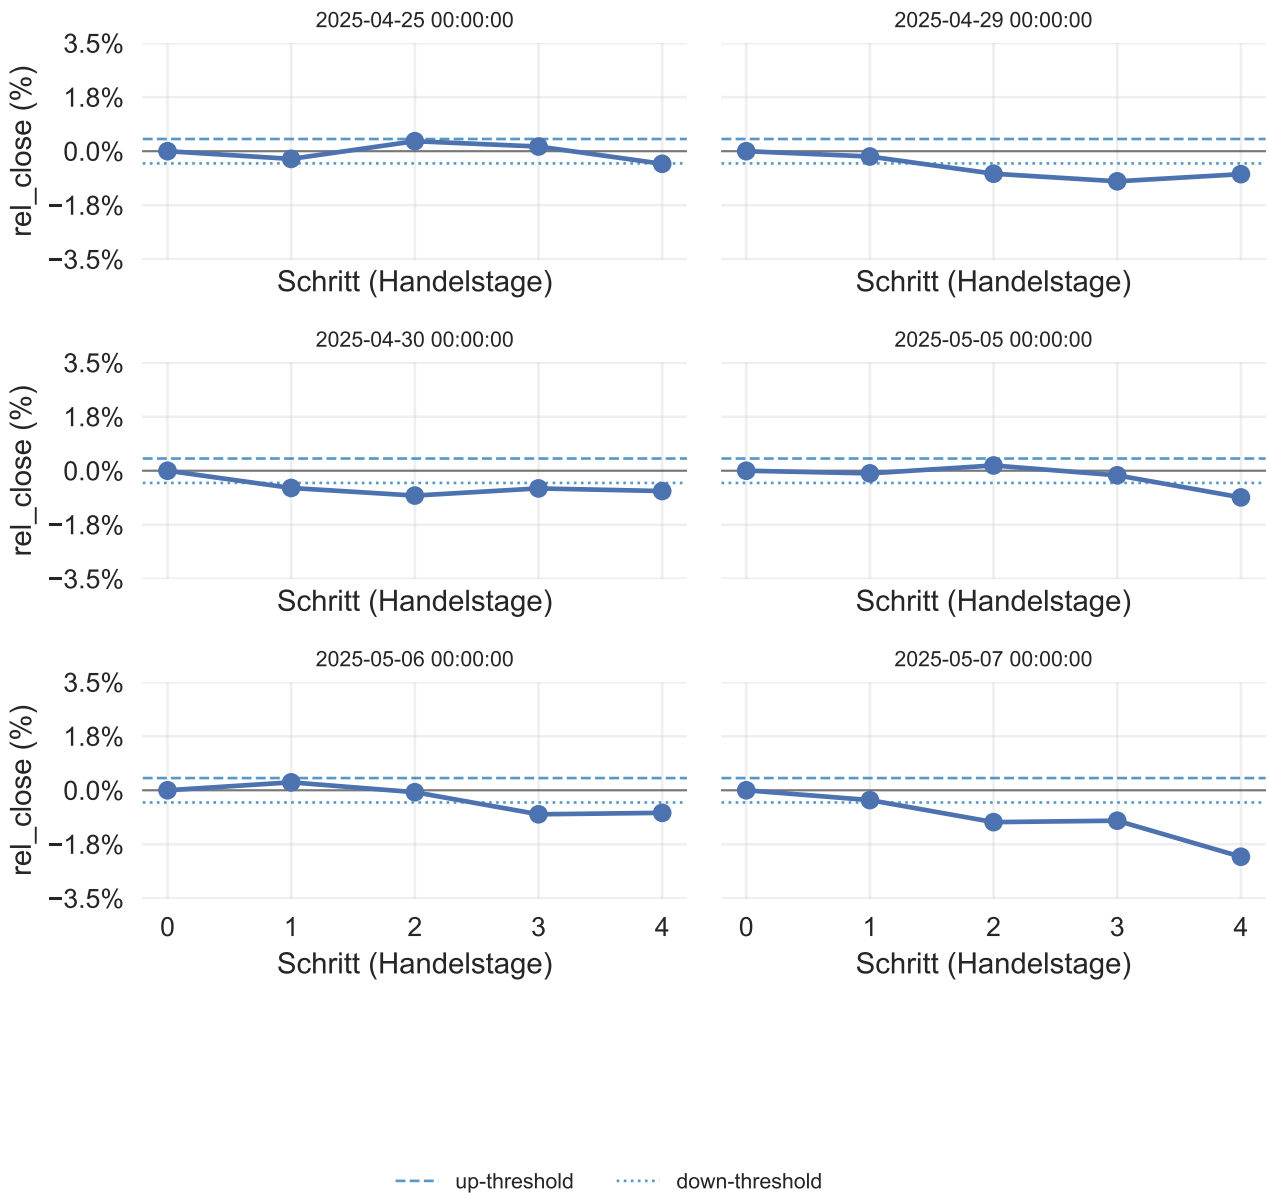 2025-04-25 00:00:00
2025-04-29 00:00:00
3.5%
1.8%
0.0%
−1.8%
−3.5%
rel_close (%)
Schritt (Handelstage)
Schritt (Handelstage)
2025-04-30 00:00:00
2025-05-05 00:00:00
3.5%
1.8%
0.0%
−1.8%
−3.5%
rel_close (%)
Schritt (Handelstage)
Schritt (Handelstage)
2025-05-06 00:00:00
2025-05-07 00:00:00
3.5%
1.8%
0.0%
−1.8%
−3.5%
rel_close (%)
0 1 2 3 4
0 1 2 3 4
Schritt (Handelstage)
Schritt (Handelstage)
up-threshold
down-threshold